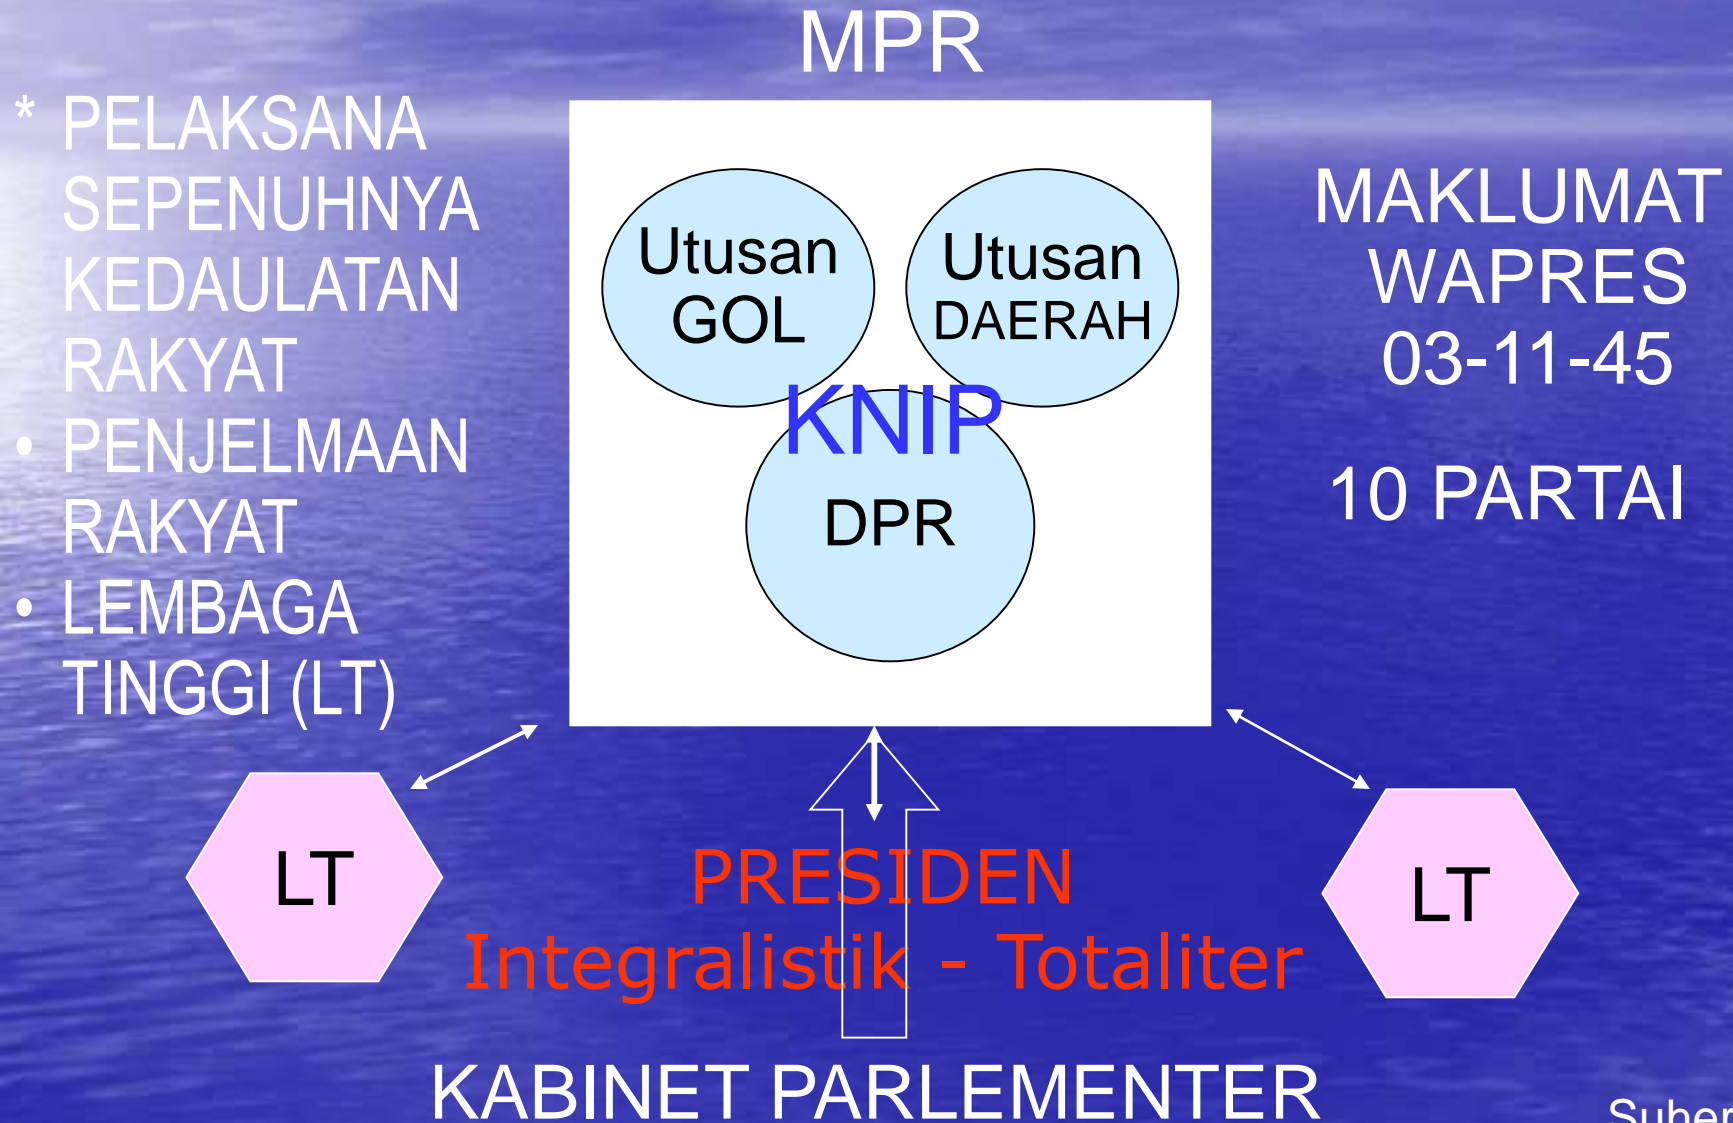 MPR
* PELAKSANA
SEPENUHNYA
KEDAULATAN
RAKYAT
• PENJELMAAN
RAKYAT
• LEMBAGA
TINGGI (LT)
Utusan
GOL
Utusan
DAERAH
KNIP
DPR
MAKLUMAT
WAPRES
03-11-45
10 PARTAI
LT
PRESIDEN
Integralistik - Totaliter
LT
KABINET PARLEMENTER